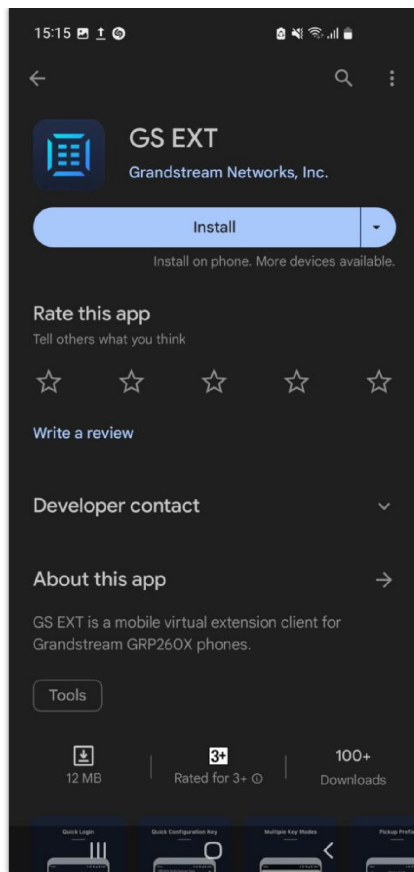 15:15
GS EXT
Grandstream Networks, Inc.
Install
Install on phone. More devices available.
Rate this app
Tell others what you think
Write a review
Developer contact
About this app
GS EXT is a mobile virtual extension client for
Grandstream GRP260X phones.
Tools
3+ 100+
12 MB Rated for 3+ Downloads
Quick Login Quick Configuration Key Multiple Key Modes Pickup Prefi